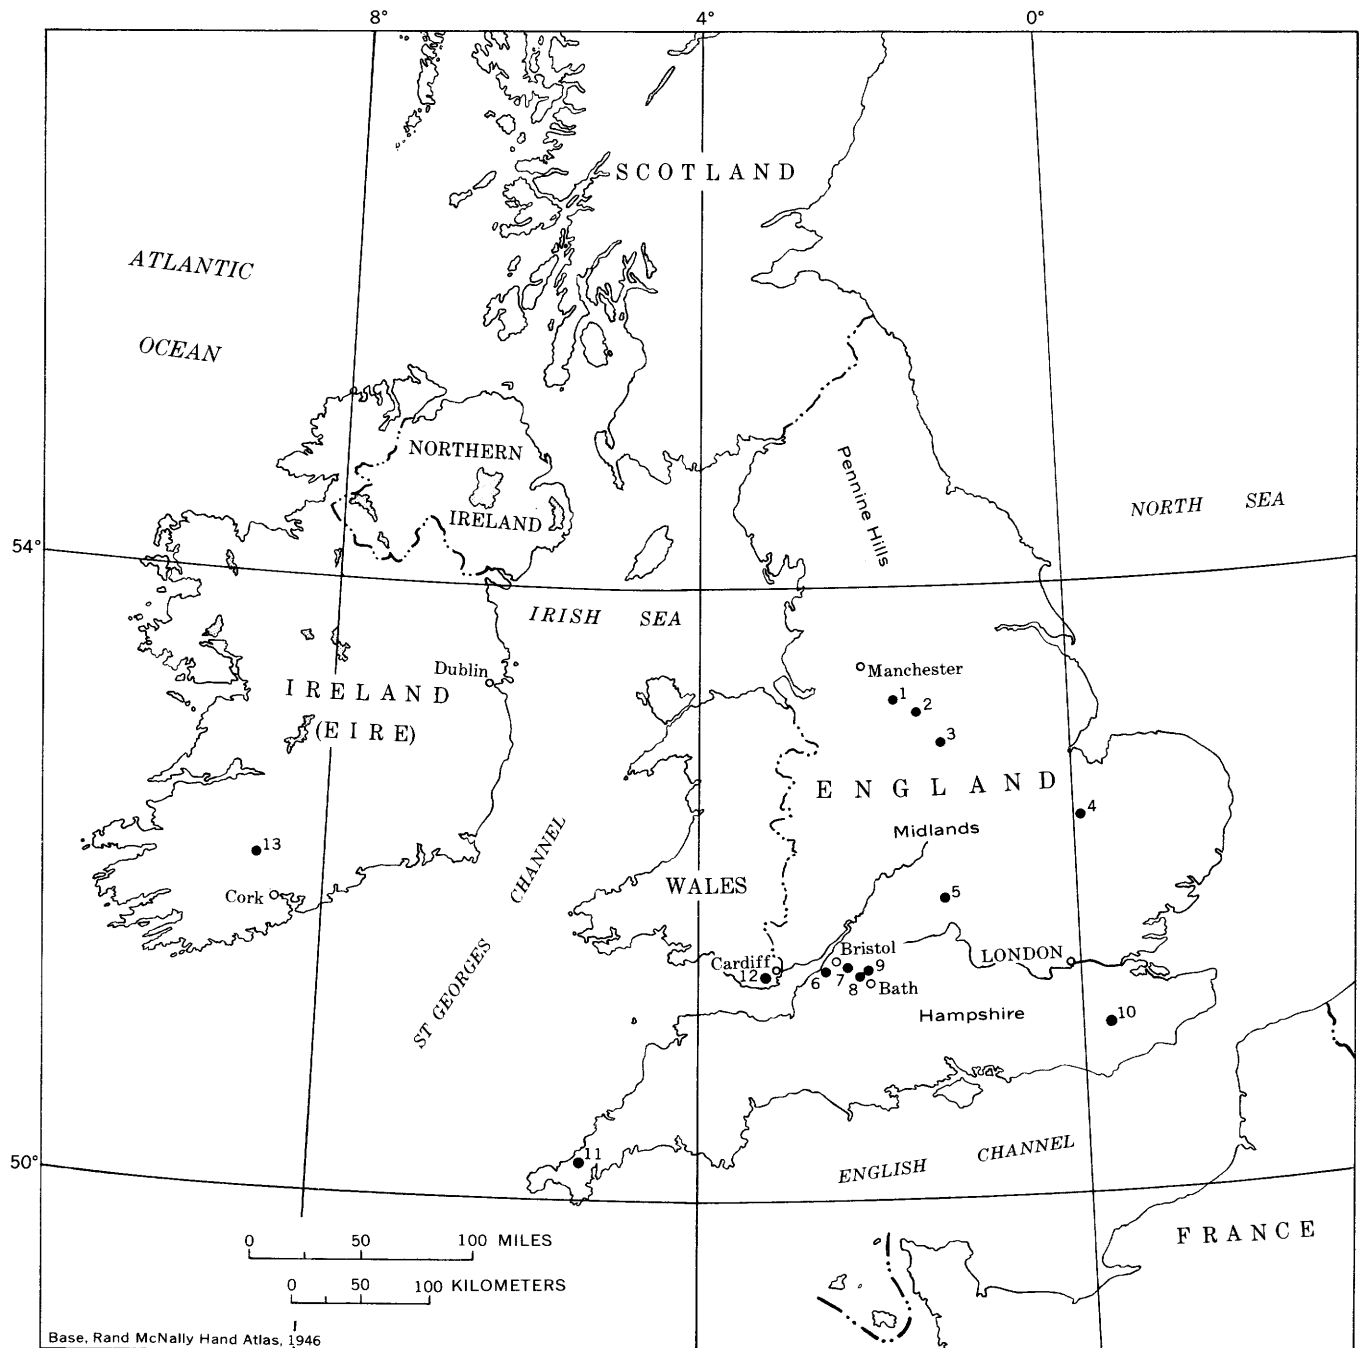 8° 4° 0°
SCOTLAND
ATLANTIC
OCEAN
NORTHERN
IRELAND
Pennine Hills
NORTH SEA
54°
IRISH SEA
Dublin
IRELAND
(EIRE)
Manchester
1
2
3
ENGLAND
4
Midlands
13
Cork
CHANNEL
ST GEORGES
WALES
5
Bristol
Cardiff
LONDON
12
6
7
8
9
Bath
Hampshire
10
11
50°
ENGLISH CHANNEL
FRANCE
0 50 100 MILES
0 50 100 KILOMETERS
Base, Rand McNally Hand Atlas, 1946